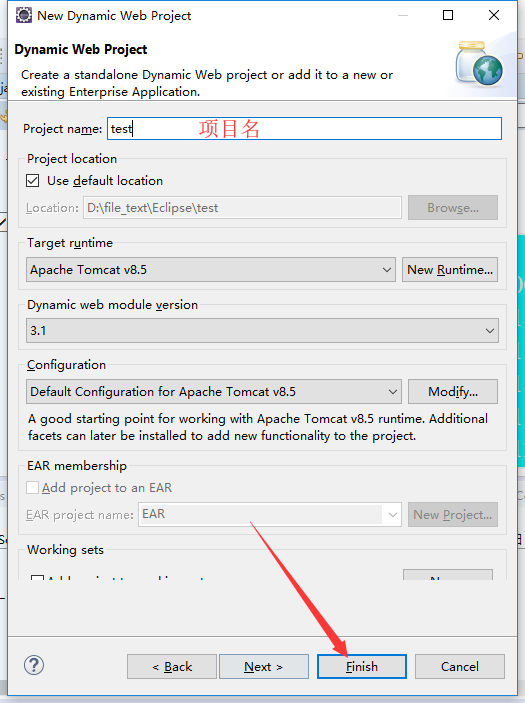 New Dynamic Web Project
Dynamic Web Project
Create a standalone Dynamic Web project or add it to a new or
existing Enterprise Application.
Project name: test 项目名
Project location
Use default location
Location: D:\file_text\Eclipse\test Browse...
Target runtime
Apache Tomcat v8.5 New Runtime...
Dynamic web module version
3.1
Configuration
Default Configuration for Apache Tomcat v8.5 Modify...
A good starting point for working with Apache Tomcat v8.5 runtime. Additional
facets can later be installed to add new functionality to the project.
EAR membership
Add project to an EAR
EAR project name: EAR New Project...
Working sets
? < Back Next > Finish Cancel